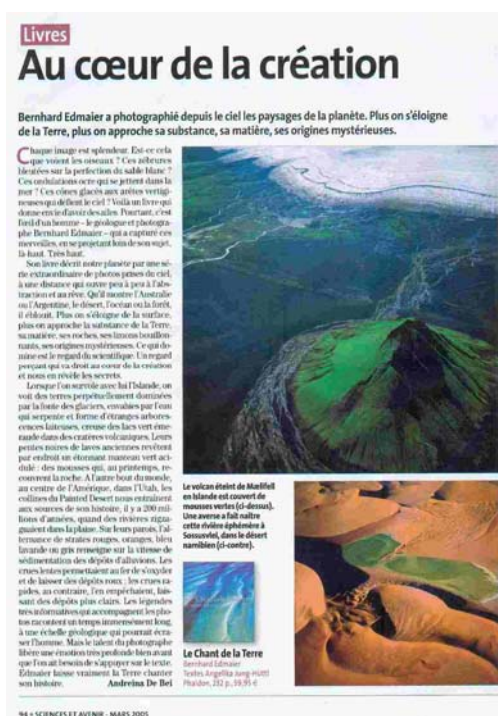 Livres
Au cœur de la création
Bernhard Edmaier a photographié depuis le ciel les paysages de la planète. Plus on s'éloigne
de la Terre, plus on approche sa substance, sa matière, ses origines mystérieuses.
Chaque image est splendeur. Est-ce cela
que voient les oiseaux ? Ces zébrures
bleutées sur la perfection du sable blanc ?
Ces ondulations ocre qui se jettent dans la
mer ? Ces cônes glacés aux arêtes vertigi-
neuses qui défient le ciel ? Voilà un livre qui
donne envie d'avoir des ailes. Pourtant, c'est
l'œil d'un homme – le géologue et photogra-
phe Bernhard Edmaier – qui a capturé ces
merveilles, en se projetant loin de son sujet,
là-haut. Très haut.
Son livre décrit notre planète par une sé-
rie extraordinaire de photos prises du ciel,
à une distance qui ouvre peu à peu à l'abs-
traction et au rêve. Qu'il montre l'Australie
ou l'Argentine, le désert, l'océan ou la forêt,
il éblouit. Plus on s'éloigne de la surface,
plus on approche la substance de la Terre,
sa matière, ses roches, ses limons bouillon-
nants, ses origines mystérieuses. Ce qui do-
mine est le regard du scientifique. Un regard
perçant qui va droit au cœur de la création
et nous en révèle les secrets.
Lorsque l'on survole avec lui l'Islande, on
voit des terres perpétuellement dominées
par la fonte des glaciers, envahies par l'eau
qui serpente et forme d'étranges arbores-
cences laiteuses, creuse des lacs vert éme-
raude dans des cratères volcaniques. Leurs
pentes noires de laves anciennes revêtent
par endroit un étonnant manteau vert aci-
dulé : des mousses qui, au printemps, re-
couvrent la roche. A l'autre bout du monde,
au centre de l'Amérique, dans l'Utah, les
collines du Painted Desert nous entraînent
aux sources de son histoire, il y a 200 mil-
lions d'années, quand des rivières zigza-
guaient dans la plaine. Sur leurs parois, l'al-
ternance de strates rouges, oranges, bleu
lavande ou gris renseigne sur la vitesse de
sédimentation des dépôts d'alluvions. Les
crues lentes permettaient au fer de s'oxyder
et de laisser des dépôts roux ; les crues ra-
pides, au contraire, l'en empêchaient, lais-
sant des dépôts plus clairs. Les légendes
très informatives qui accompagnent les pho-
tos racontent un temps immensément long,
à une échelle géologique qui pourrait écra-
ser l'homme. Mais le talent du photographe
libère une émotion très profonde bien avant
que l'on ait besoin de s'appuyer sur le texte.
Edmaier laisse vraiment la Terre chanter
son histoire. Andreina De Bei
Le volcan éteint de Mælifell
en Islande est couvert de
mousses vertes (ci-dessus).
Une averse a fait naître
cette rivière éphémère à
Sossusvlei, dans le désert
namibien (ci-contre).
Le Chant de la Terre
Bernhard Edmaier
Textes Angelika Jung-Hüttl
Phaidon, 232 p., 59,95 €
94 • SCIENCES ET AVENIR - MARS 2005